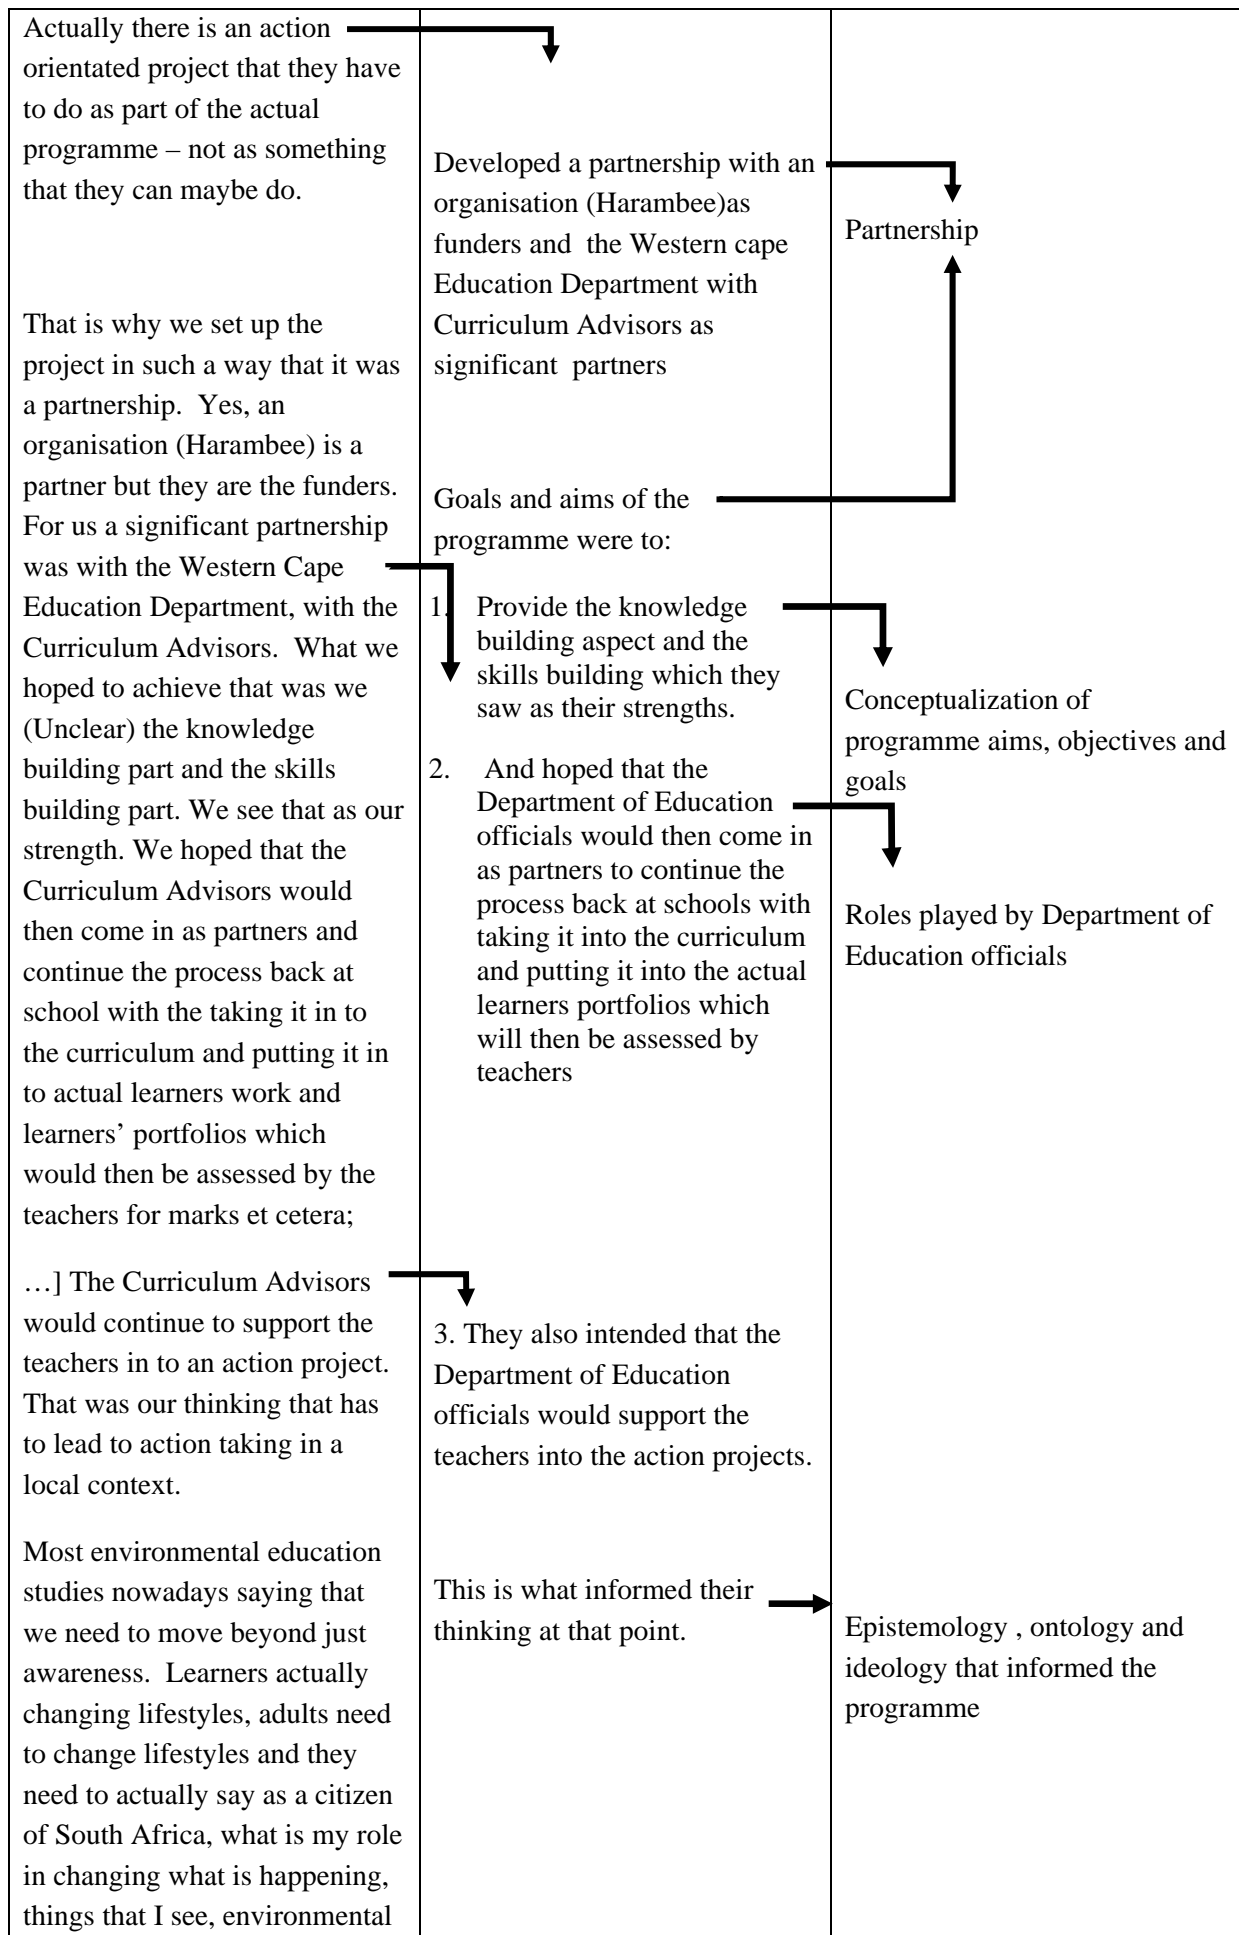 Actually there is an action
orientated project that they have
to do as part of the actual
programme – not as something
that they can maybe do.
That is why we set up the
project in such a way that it was
a partnership.  Yes, an
organisation (Harambee) is a
partner but they are the funders.
For us a significant partnership
was with the Western Cape
Education Department, with the
Curriculum Advisors.  What we
hoped to achieve that was we
(Unclear) the knowledge
building part and the skills
building part. We see that as our
strength. We hoped that the
Curriculum Advisors would
then come in as partners and
continue the process back at
school with the taking it in to
the curriculum and putting it in
to actual learners work and
learners’ portfolios which
would then be assessed by the
teachers for marks et cetera;
…] The Curriculum Advisors
would continue to support the
teachers in to an action project.
That was our thinking that has
to lead to action taking in a
local context.
Most environmental education
studies nowadays saying that
we need to move beyond just
awareness.  Learners actually
changing lifestyles, adults need
to change lifestyles and they
need to actually say as a citizen
of South Africa, what is my role
in changing what is happening,
things that I see, environmental
Developed a partnership with an
organisation (Harambee)as
funders and  the Western cape
Education Department with
Curriculum Advisors as
significant  partners
Goals and aims of the
programme were to:
1. Provide the knowledge
building aspect and the
skills building which they
saw as their strengths.
2. And hoped that the
Department of Education
officials would then come in
as partners to continue the
process back at schools with
taking it into the curriculum
and putting it into the actual
learners portfolios which
will then be assessed by
teachers
3. They also intended that the
Department of Education
officials would support the
teachers into the action projects.
This is what informed their
thinking at that point.
Partnership
Conceptualization of
programme aims, objectives and
goals
Roles played by Department of
Education officials
Epistemology , ontology and
ideology that informed the
programme